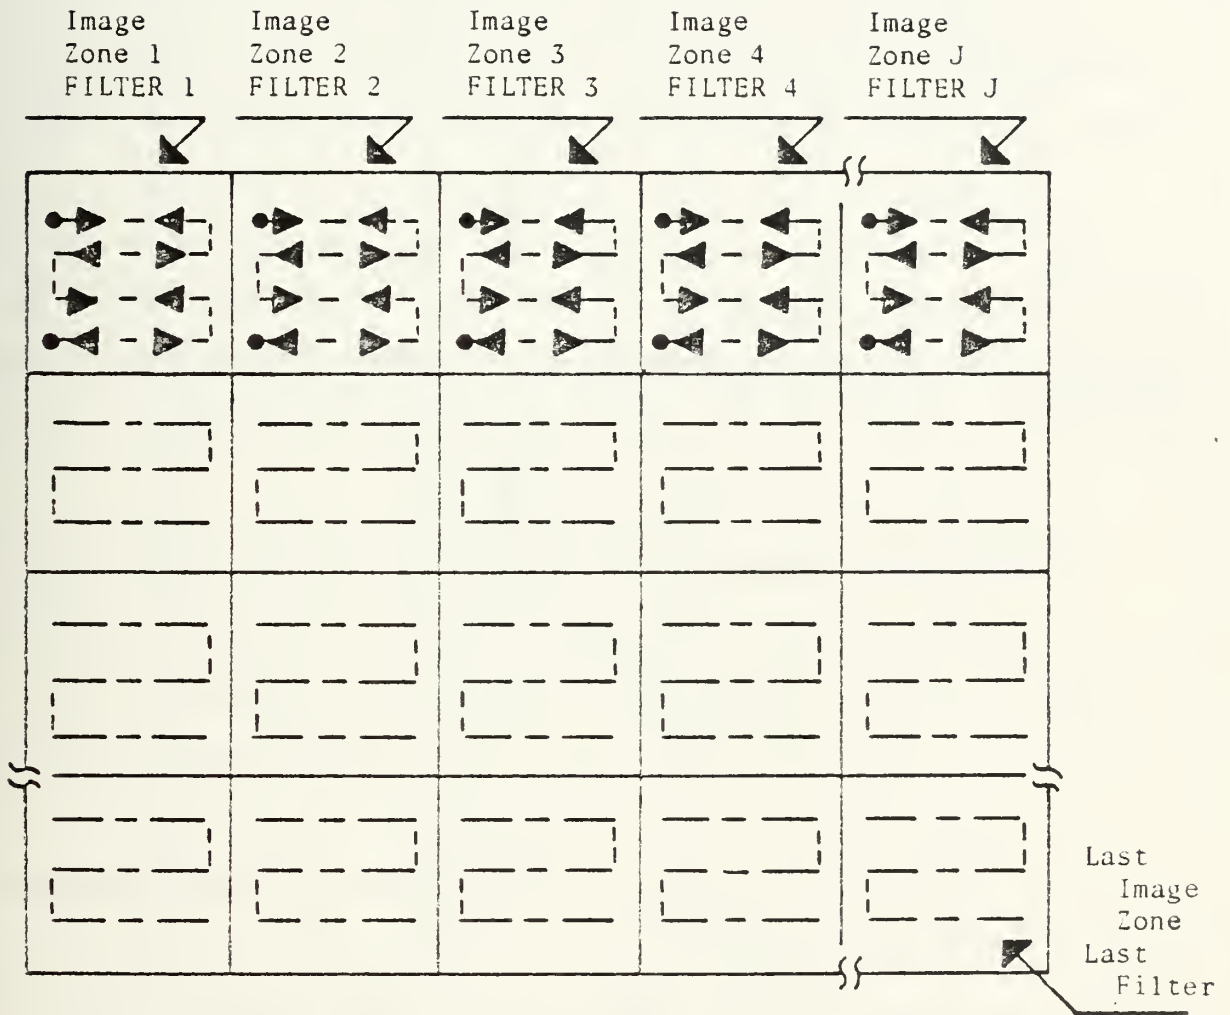 Image
Zone 1
FILTER 1
Image
Zone 2
FILTER 2
Image
Zone 3
FILTER 3
Image
Zone 4
FILTER 4
Image
Zone J
FILTER J
Last
Image
Zone
Last
Filter